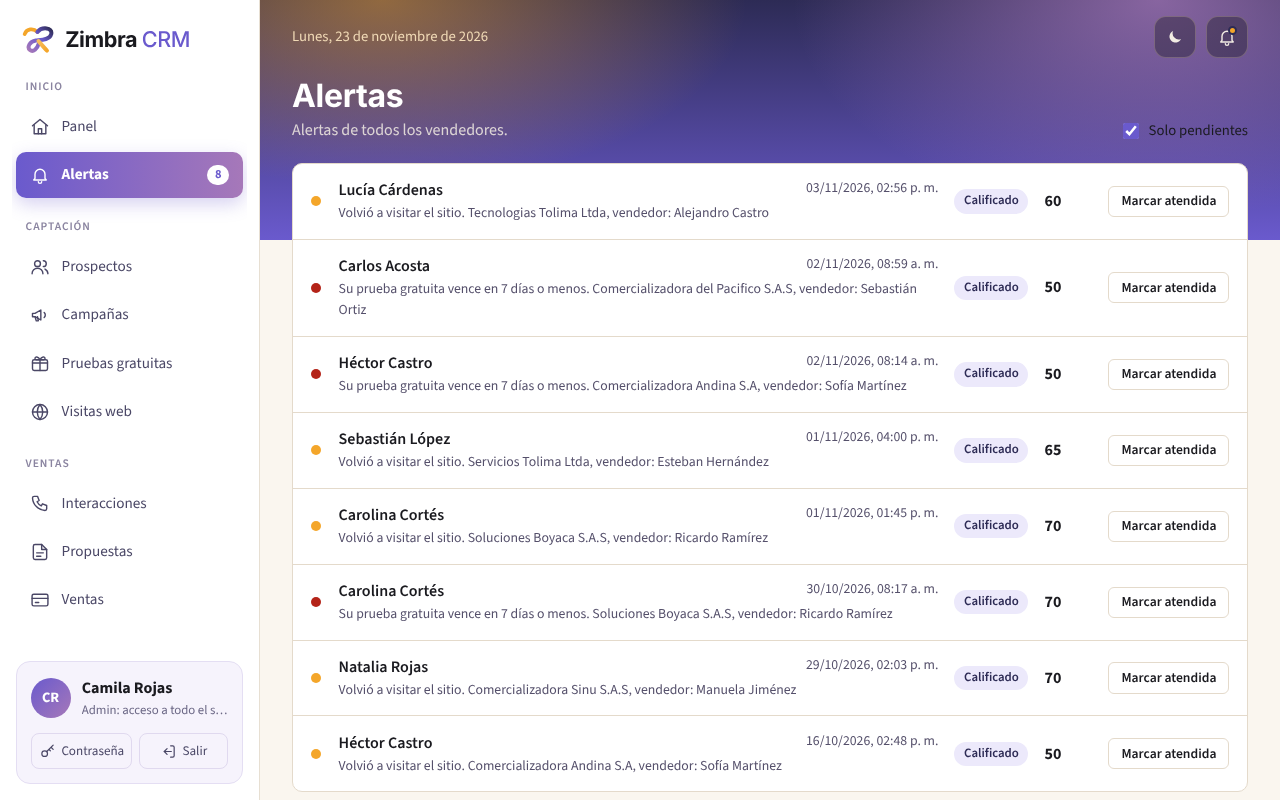 Zimbra CRM
INICIO
Panel
Alertas 8
CAPTACIÓN
Prospectos
Campañas
Pruebas gratuitas
Visitas web
VENTAS
Interacciones
Propuestas
Ventas
CR
Camila Rojas
Admin: acceso a todo el s…
Contraseña
Salir
Lunes, 23 de noviembre de 2026
Alertas
Alertas de todos los vendedores.
Solo pendientes
Lucía Cárdenas 03/11/2026, 02:56 p. m.
Volvió a visitar el sitio. Tecnologias Tolima Ltda, vendedor: Alejandro Castro
Calificado 60 Marcar atendida
Carlos Acosta 02/11/2026, 08:59 a. m.
Su prueba gratuita vence en 7 días o menos. Comercializadora del Pacifico S.A.S, vendedor: Sebastián
Ortiz
Calificado 50 Marcar atendida
Héctor Castro 02/11/2026, 08:14 a. m.
Su prueba gratuita vence en 7 días o menos. Comercializadora Andina S.A, vendedor: Sofía Martínez
Calificado 50 Marcar atendida
Sebastián López 01/11/2026, 04:00 p. m.
Volvió a visitar el sitio. Servicios Tolima Ltda, vendedor: Esteban Hernández
Calificado 65 Marcar atendida
Carolina Cortés 01/11/2026, 01:45 p. m.
Volvió a visitar el sitio. Soluciones Boyaca S.A.S, vendedor: Ricardo Ramírez
Calificado 70 Marcar atendida
Carolina Cortés 30/10/2026, 08:17 a. m.
Su prueba gratuita vence en 7 días o menos. Soluciones Boyaca S.A.S, vendedor: Ricardo Ramírez
Calificado 70 Marcar atendida
Natalia Rojas 29/10/2026, 02:03 p. m.
Volvió a visitar el sitio. Comercializadora Sinu S.A.S, vendedor: Manuela Jiménez
Calificado 70 Marcar atendida
Héctor Castro 16/10/2026, 02:48 p. m.
Volvió a visitar el sitio. Comercializadora Andina S.A, vendedor: Sofía Martínez
Calificado 50 Marcar atendida